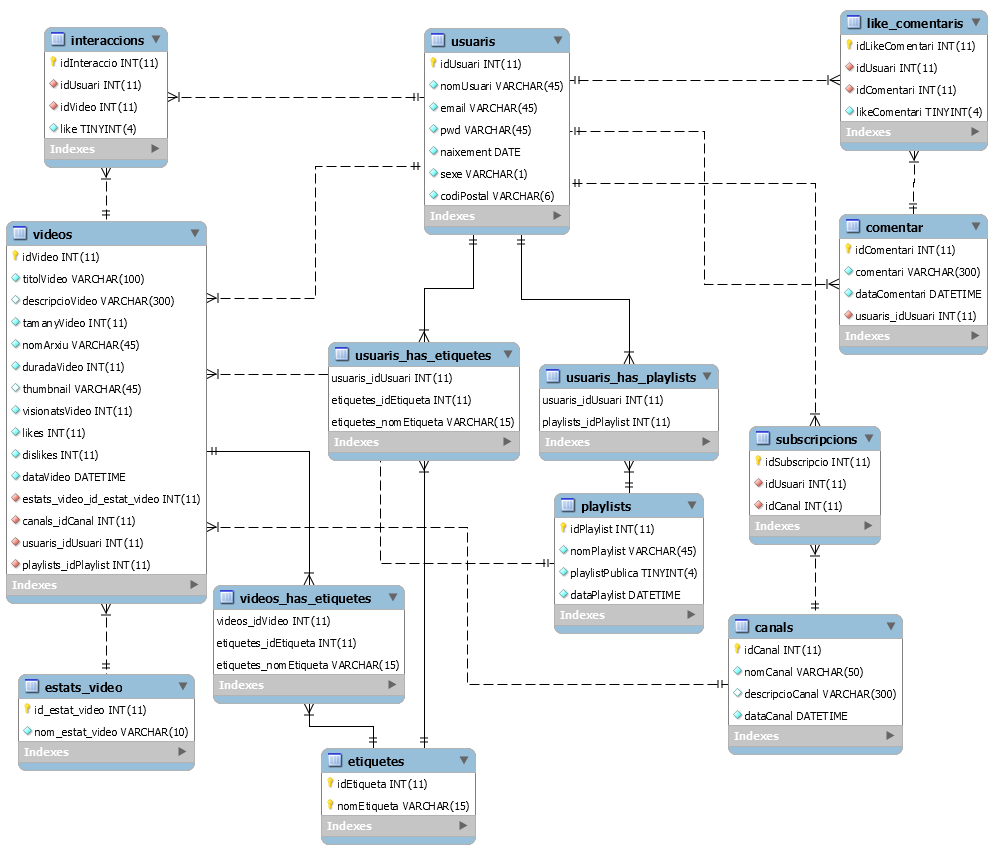 interaccions
idInteraccio INT(11)
idUsuari INT(11)
idVideo INT(11)
like TINYINT(4)
Indexes
usuaris
idUsuari INT(11)
nomUsuari VARCHAR(45)
email VARCHAR(45)
pwd VARCHAR(45)
naixement DATE
sexe VARCHAR(1)
codiPostal VARCHAR(6)
Indexes
like_comentaris
idLikeComentari INT(11)
idUsuari INT(11)
idComentari INT(11)
likeComentari TINYINT(4)
Indexes
videos
idVideo INT(11)
titolVideo VARCHAR(100)
descripcioVideo VARCHAR(300)
tamanyVideo INT(11)
nomArxiu VARCHAR(45)
duradaVideo INT(11)
thumbnail VARCHAR(45)
visionatsVideo INT(11)
likes INT(11)
dislikes INT(11)
dataVideo DATETIME
estats_video_id_estat_video INT(11)
canals_idCanal INT(11)
usuaris_idUsuari INT(11)
playlists_idPlaylist INT(11)
Indexes
comentar
idComentari INT(11)
comentari VARCHAR(300)
dataComentari DATETIME
usuaris_idUsuari INT(11)
Indexes
usuaris_has_etiquetes
usuaris_idUsuari INT(11)
etiquetes_idEtiqueta INT(11)
etiquetes_nomEtiqueta VARCHAR(15)
Indexes
usuaris_has_playlists
usuaris_idUsuari INT(11)
playlists_idPlaylist INT(11)
Indexes
subscripcions
idSubscripcio INT(11)
idUsuari INT(11)
idCanal INT(11)
Indexes
playlists
idPlaylist INT(11)
nomPlaylist VARCHAR(45)
playlistPublica TINYINT(4)
dataPlaylist DATETIME
Indexes
videos_has_etiquetes
videos_idVideo INT(11)
etiquetes_idEtiqueta INT(11)
etiquetes_nomEtiqueta VARCHAR(15)
Indexes
canals
idCanal INT(11)
nomCanal VARCHAR(50)
descripcioCanal VARCHAR(300)
dataCanal DATETIME
Indexes
estats_video
id_estat_video INT(11)
nom_estat_video VARCHAR(10)
Indexes
etiquetes
idEtiqueta INT(11)
nomEtiqueta VARCHAR(15)
Indexes